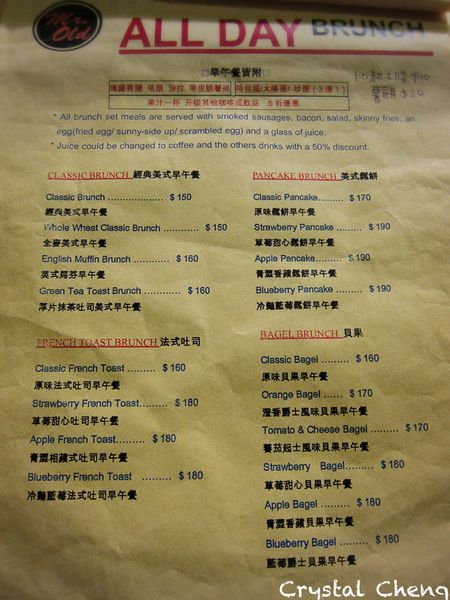 Mr. Old
ALL DAY BRUNCH
早午餐皆附
德國香腸 培根 沙拉 帶皮脆薯條 荷包蛋/太陽蛋/炒蛋(3選1)
果汁一杯 升級其他咖啡或飲品 5折優惠
* All brunch set meals are served with smoked sausages, bacon, salad, skinny fries, an
egg(fried egg/ sunny-side up/ scrambled egg) and a glass of juice.
* Juice could be changed to coffee and the others drinks with a 50% discount.
CLASSIC BRUNCH 經典美式早午餐
Classic Brunch .................... $ 150
經典美式早午餐
Whole Wheat Classic Brunch ............ $ 150
全麥美式早午餐
English Muffin Brunch ............ $ 160
英式馬芬早午餐
Green Tea Toast Brunch ............ $ 160
厚片抹茶吐司美式早午餐
FRENCH TOAST BRUNCH 法式吐司
Classic French Toast ......... $ 160
原味法式吐司早午餐
Strawberry French Toast......... $ 180
草莓甜心吐司早午餐
Apple French Toast......... $ 180
青澀相蘋式吐司早午餐
Blueberry French Toast ......... $ 180
冷豔藍莓法式吐司早午餐
PANCAKE BRUNCH 美式鬆餅
Classic Pancake......... $ 170
原味鬆餅早午餐
Strawberry Pancake ......... $ 190
草莓甜心鬆餅早午餐
Apple Pancake......... $ 190
青澀香蘋鬆餅早午餐
Blueberry Pancake ......... $ 190
冷豔藍莓鬆餅早午餐
BAGEL BRUNCH 貝果
Classic Bagel ......... $ 160
原味貝果早午餐
Orange Bagel ...... $ 170
澄香爵士風味貝果早午餐
Tomato & Cheese Bagel ......... $ 170
蕃茄起士風味貝果早午餐
Strawberry Bagel......... $ 180
草莓甜心貝果早午餐
Apple Bagel......... $ 180
青澀香蘋貝果早午餐
Blueberry Bagel ......... $ 180
藍莓爵士風味貝果早午餐
Crystal Cheng